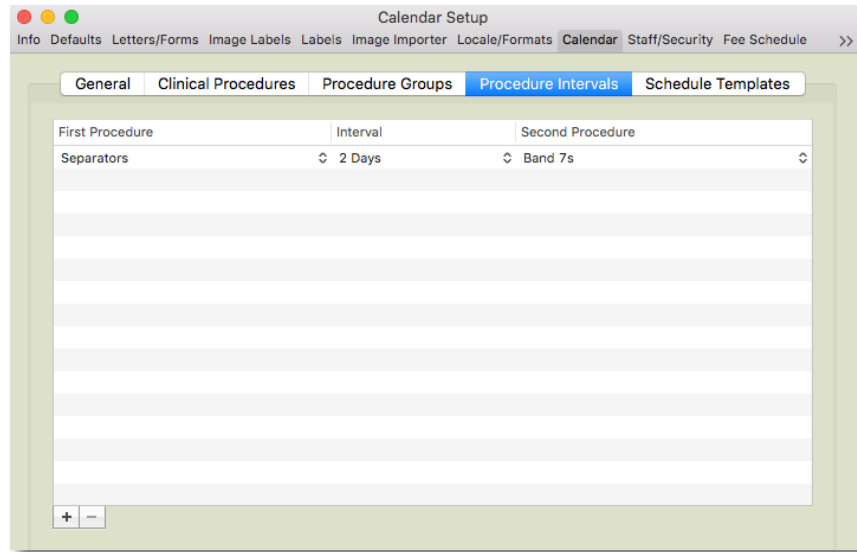 Calendar Setup
Info Defaults Letters/Forms Image Labels Labels Image Importer Locale/Formats Calendar Staff/Security Fee Schedule >>
General Clinical Procedures Procedure Groups Procedure Intervals Schedule Templates
First Procedure Interval Second Procedure
Separators 2 Days Band 7s
+ −